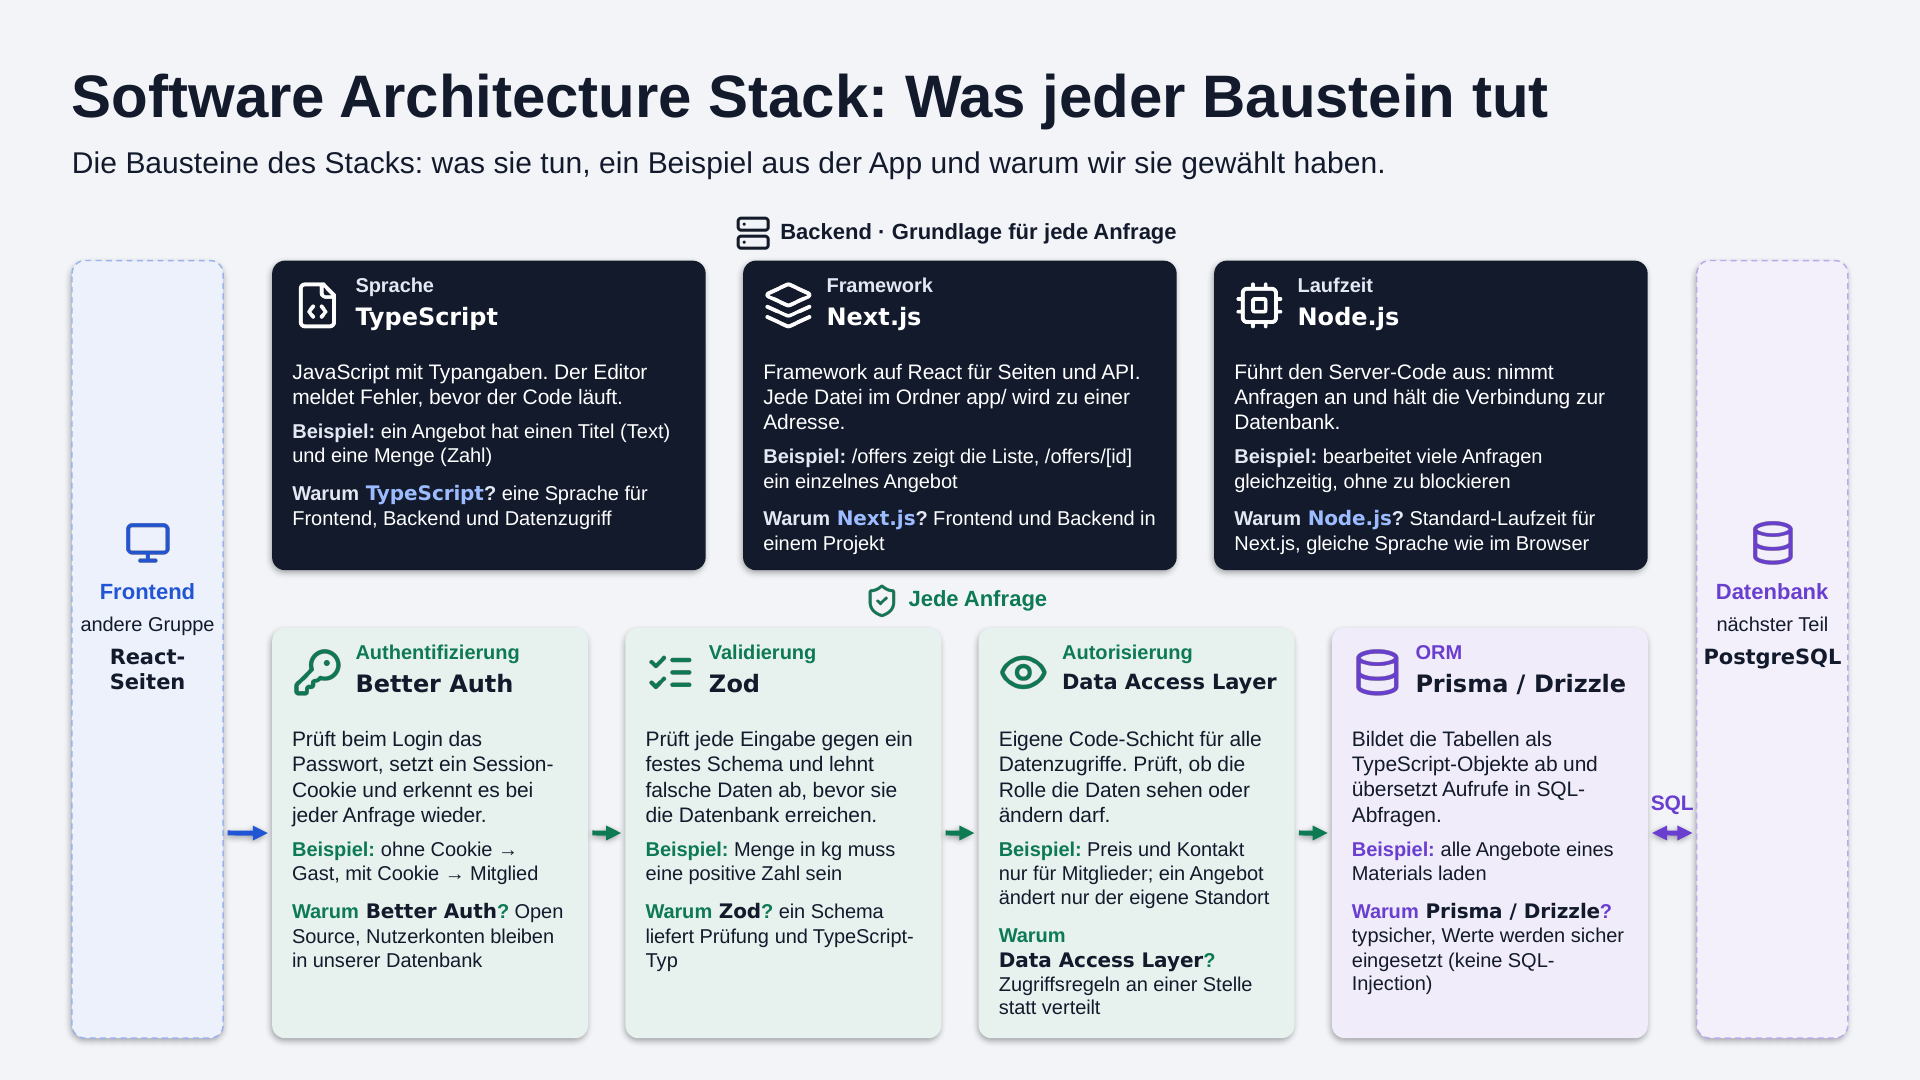 Software Architecture Stack: Was jeder Baustein tut
Die Bausteine des Stacks: was sie tun, ein Beispiel aus der App und warum wir sie gewählt haben.
Backend · Grundlage für jede Anfrage
Frontend
andere Gruppe
React-
Seiten
Sprache
TypeScript
JavaScript mit Typangaben. Der Editor
meldet Fehler, bevor der Code läuft.
Beispiel: ein Angebot hat einen Titel (Text)
und eine Menge (Zahl)
Warum TypeScript? eine Sprache für
Frontend, Backend und Datenzugriff
Framework
Next.js
Framework auf React für Seiten und API.
Jede Datei im Ordner app/ wird zu einer
Adresse.
Beispiel: /offers zeigt die Liste, /offers/[id]
ein einzelnes Angebot
Warum Next.js? Frontend und Backend in
einem Projekt
Laufzeit
Node.js
Führt den Server-Code aus: nimmt
Anfragen an und hält die Verbindung zur
Datenbank.
Beispiel: bearbeitet viele Anfragen
gleichzeitig, ohne zu blockieren
Warum Node.js? Standard-Laufzeit für
Next.js, gleiche Sprache wie im Browser
Jede Anfrage
Authentifizierung
Better Auth
Prüft beim Login das
Passwort, setzt ein Session-
Cookie und erkennt es bei
jeder Anfrage wieder.
Beispiel: ohne Cookie →
Gast, mit Cookie → Mitglied
Warum Better Auth? Open
Source, Nutzerkonten bleiben
in unserer Datenbank
Validierung
Zod
Prüft jede Eingabe gegen ein
festes Schema und lehnt
falsche Daten ab, bevor sie
die Datenbank erreichen.
Beispiel: Menge in kg muss
eine positive Zahl sein
Warum Zod? ein Schema
liefert Prüfung und TypeScript-
Typ
Autorisierung
Data Access Layer
Eigene Code-Schicht für alle
Datenzugriffe. Prüft, ob die
Rolle die Daten sehen oder
ändern darf.
Beispiel: Preis und Kontakt
nur für Mitglieder; ein Angebot
ändert nur der eigene Standort
Warum
Data Access Layer?
Zugriffsregeln an einer Stelle
statt verteilt
ORM
Prisma / Drizzle
Bildet die Tabellen als
TypeScript-Objekte ab und
übersetzt Aufrufe in SQL-
Abfragen.
Beispiel: alle Angebote eines
Materials laden
Warum Prisma / Drizzle?
typsicher, Werte werden sicher
eingesetzt (keine SQL-
Injection)
SQL
Datenbank
nächster Teil
PostgreSQL